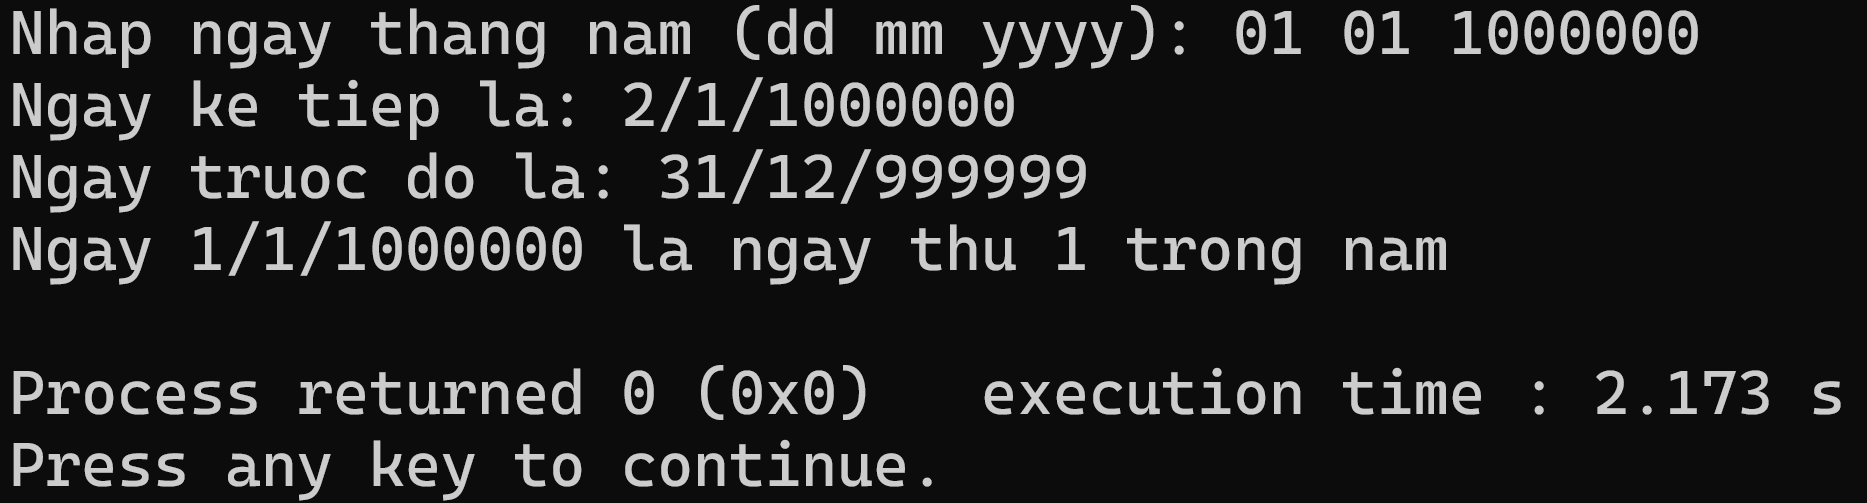 Nhap ngay thang nam (dd mm yyyy): 01 01 1000000
Ngay ke tiep la: 2/1/1000000
Ngay truoc do la: 31/12/999999
Ngay 1/1/1000000 la ngay thu 1 trong nam
Process returned 0 (0x0)   execution time : 2.173 s
Press any key to continue.